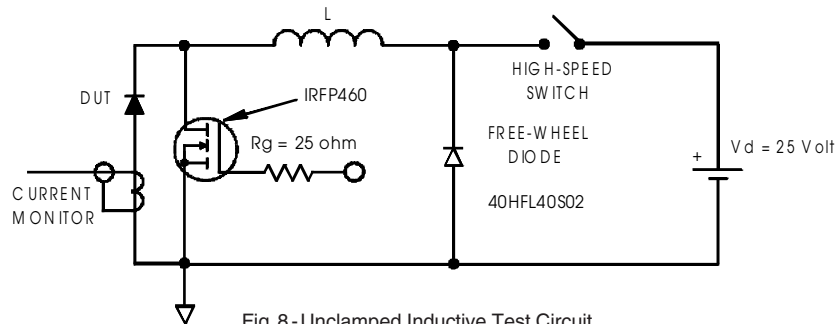 L
HIGH-SPEED
SWITCH
DUT
IRFP460
Rg = 25 ohm
FREE-WHEEL
DIODE
40HFL40S02
+
Vd = 25 Volt
CURRENT
MONITOR
Fig. 8 - Unclamped Inductive Test Circuit